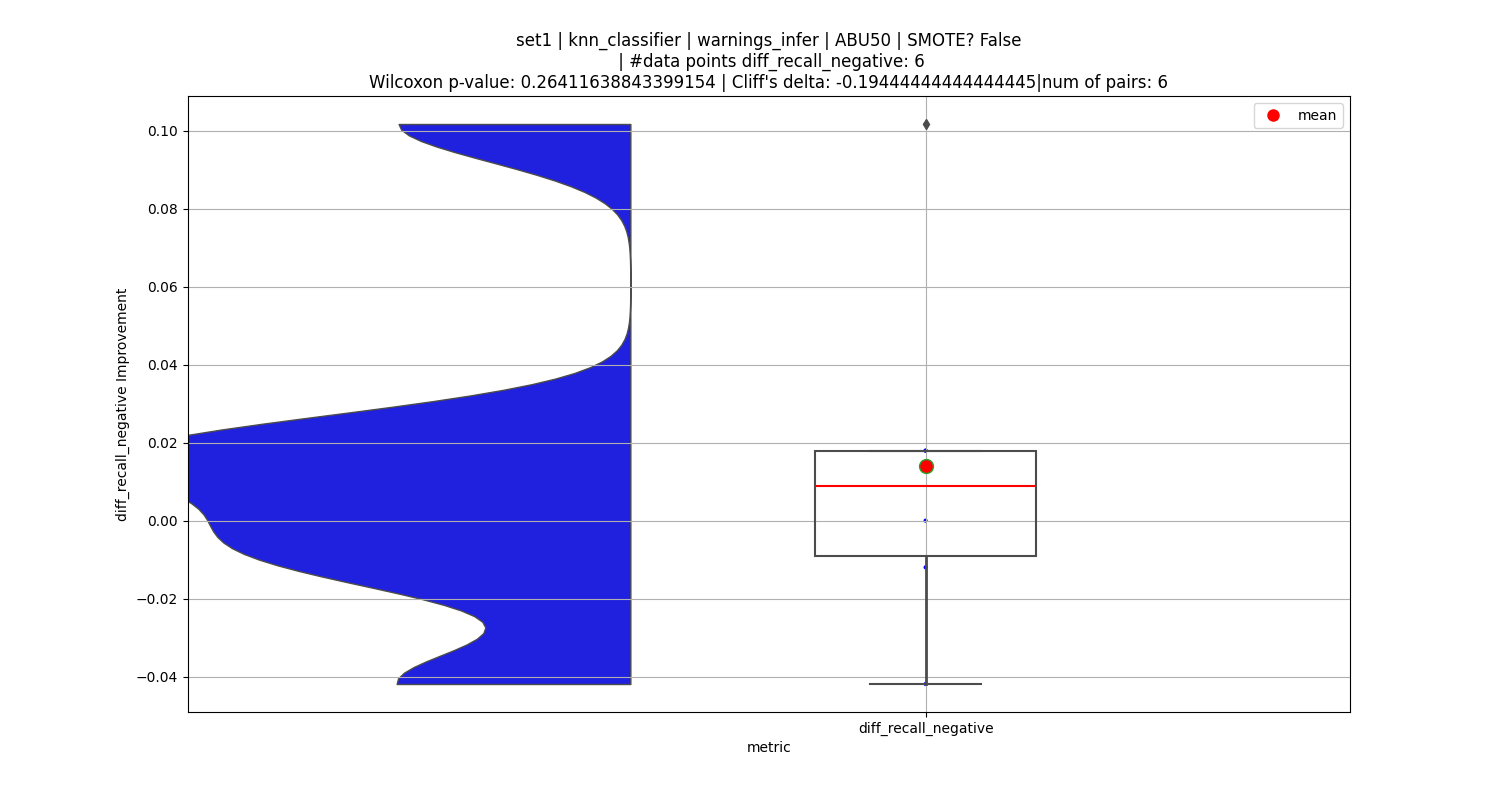 set1 | knn_classifier | warnings_infer | ABU50 | SMOTE? False
| #data points diff_recall_negative: 6
Wilcoxon p-value: 0.26411638843399154 | Cliff's delta: -0.19444444444444445|num of pairs: 6
mean
0.10
0.08
0.06
0.04
0.02
0.00
−0.02
−0.04
diff_recall_negative Improvement
diff_recall_negative
metric